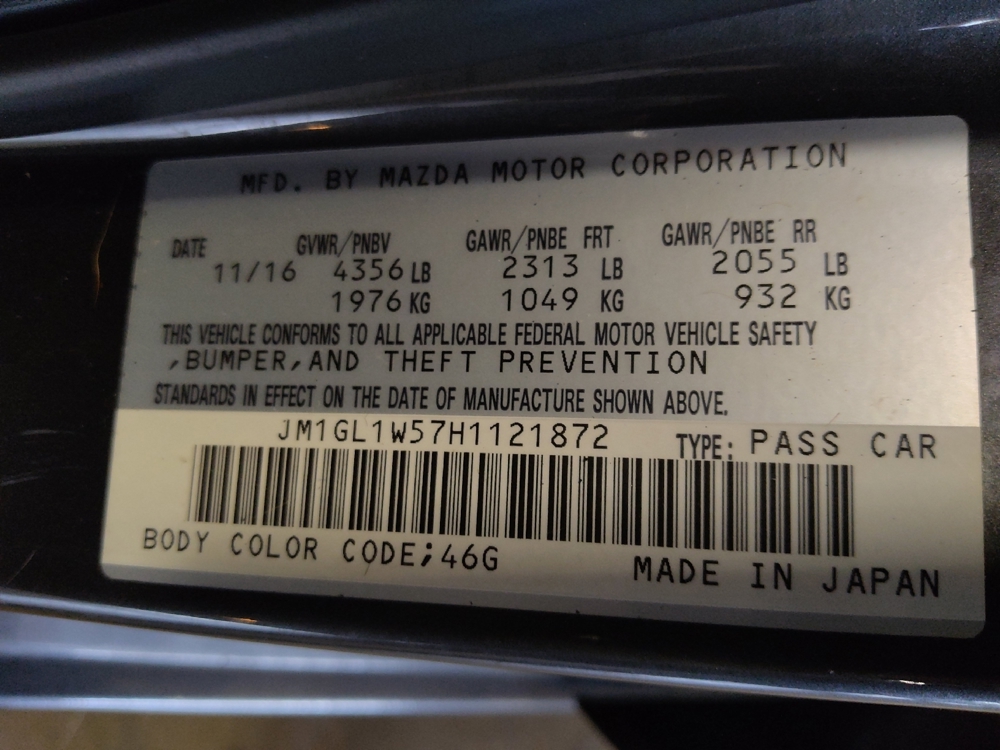 MFD. BY MAZDA MOTOR CORPORATION
DATE GVWR/PNBV GAWR/PNBE FRT GAWR/PNBE RR
11/16 4356 LB 2313 LB 2055 LB
1976 KG 1049 KG 932 KG
THIS VEHICLE CONFORMS TO ALL APPLICABLE FEDERAL MOTOR VEHICLE SAFETY
,BUMPER,AND THEFT PREVENTION
STANDARDS IN EFFECT ON THE DATE OF MANUFACTURE SHOWN ABOVE.
JM1GL1W57H1121872 TYPE: PASS CAR
BODY COLOR CODE;46G MADE IN JAPAN